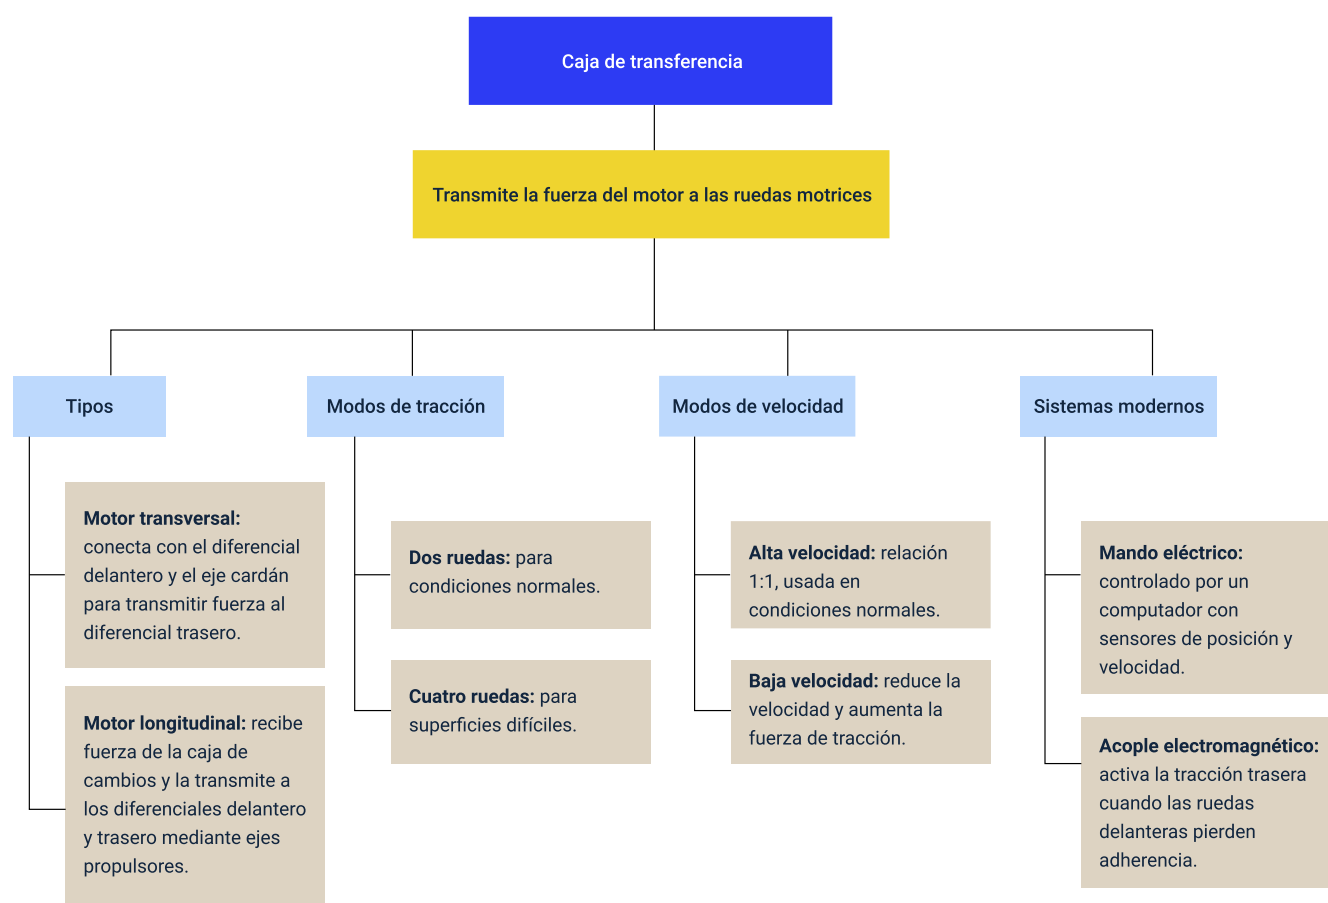 Caja de transferencia
Transmite la fuerza del motor a las ruedas motrices
Tipos
Motor transversal:
conecta con el diferencial
delantero y el eje cardán
para transmitir fuerza al
diferencial trasero.
Motor longitudinal: recibe
fuerza de la caja de
cambios y la transmite a
los diferenciales delantero
y trasero mediante ejes
propulsores.
Modos de tracción
Dos ruedas: para
condiciones normales.
Cuatro ruedas: para
superficies difíciles.
Modos de velocidad
Alta velocidad: relación
1:1, usada en
condiciones normales.
Baja velocidad: reduce la
velocidad y aumenta la
fuerza de tracción.
Sistemas modernos
Mando eléctrico:
controlado por un
computador con
sensores de posición y
velocidad.
Acople electromagnético:
activa la tracción trasera
cuando las ruedas
delanteras pierden
adherencia.